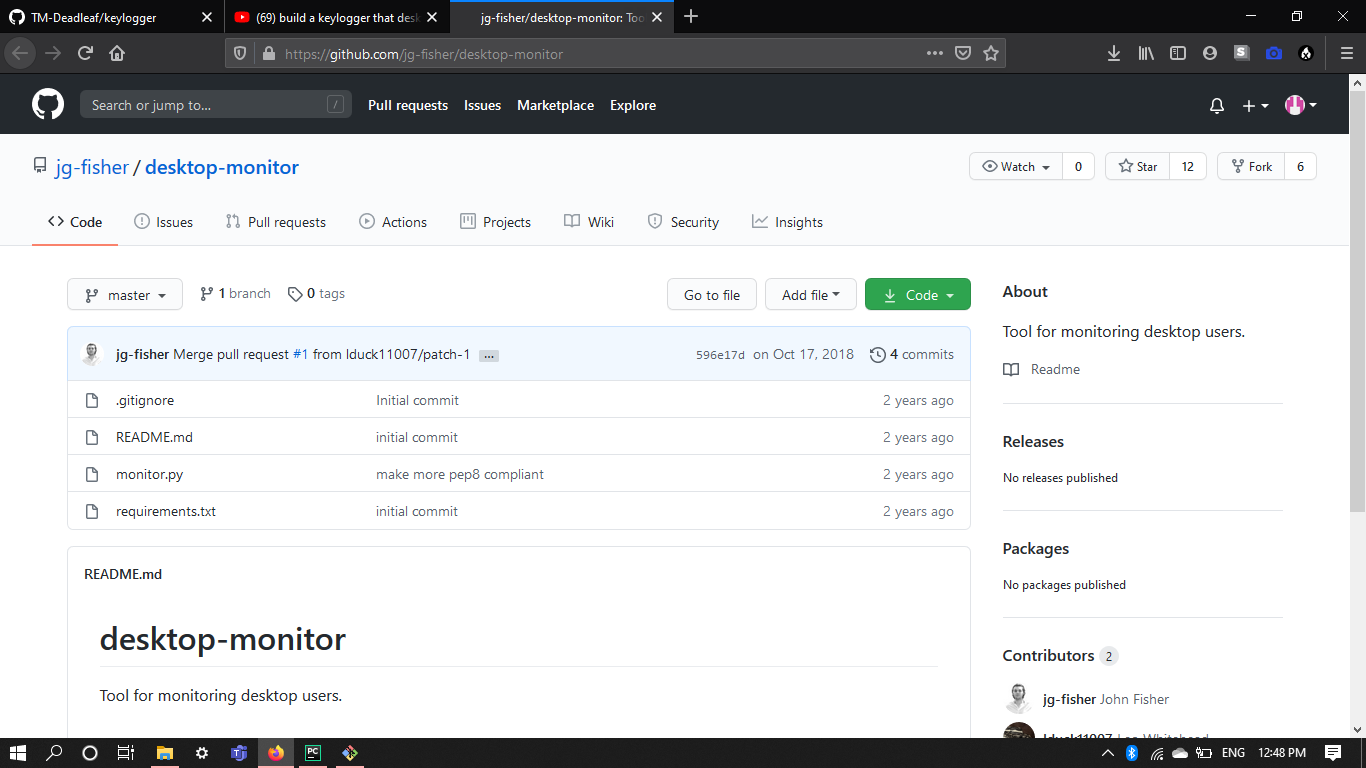 TM-Deadleaf/keylogger
(69) build a keylogger that desk
jg-fisher/desktop-monitor: Too
https://github.com/jg-fisher/desktop-monitor
Search or jump to... /
Pull requests Issues Marketplace Explore
jg-fisher / desktop-monitor
Watch 0 Star 12 Fork 6
Code Issues Pull requests Actions Projects Wiki Security Insights
master 1 branch 0 tags Go to file Add file Code
jg-fisher Merge pull request #1 from lduck11007/patch-1 ... 596e17d on Oct 17, 2018 4 commits
.gitignore Initial commit 2 years ago
README.md initial commit 2 years ago
monitor.py make more pep8 compliant 2 years ago
requirements.txt initial commit 2 years ago
README.md
desktop-monitor
Tool for monitoring desktop users.
About
Tool for monitoring desktop users.
Readme
Releases
No releases published
Packages
No packages published
Contributors 2
jg-fisher John Fisher
lduck11007
ENG 12:48 PM